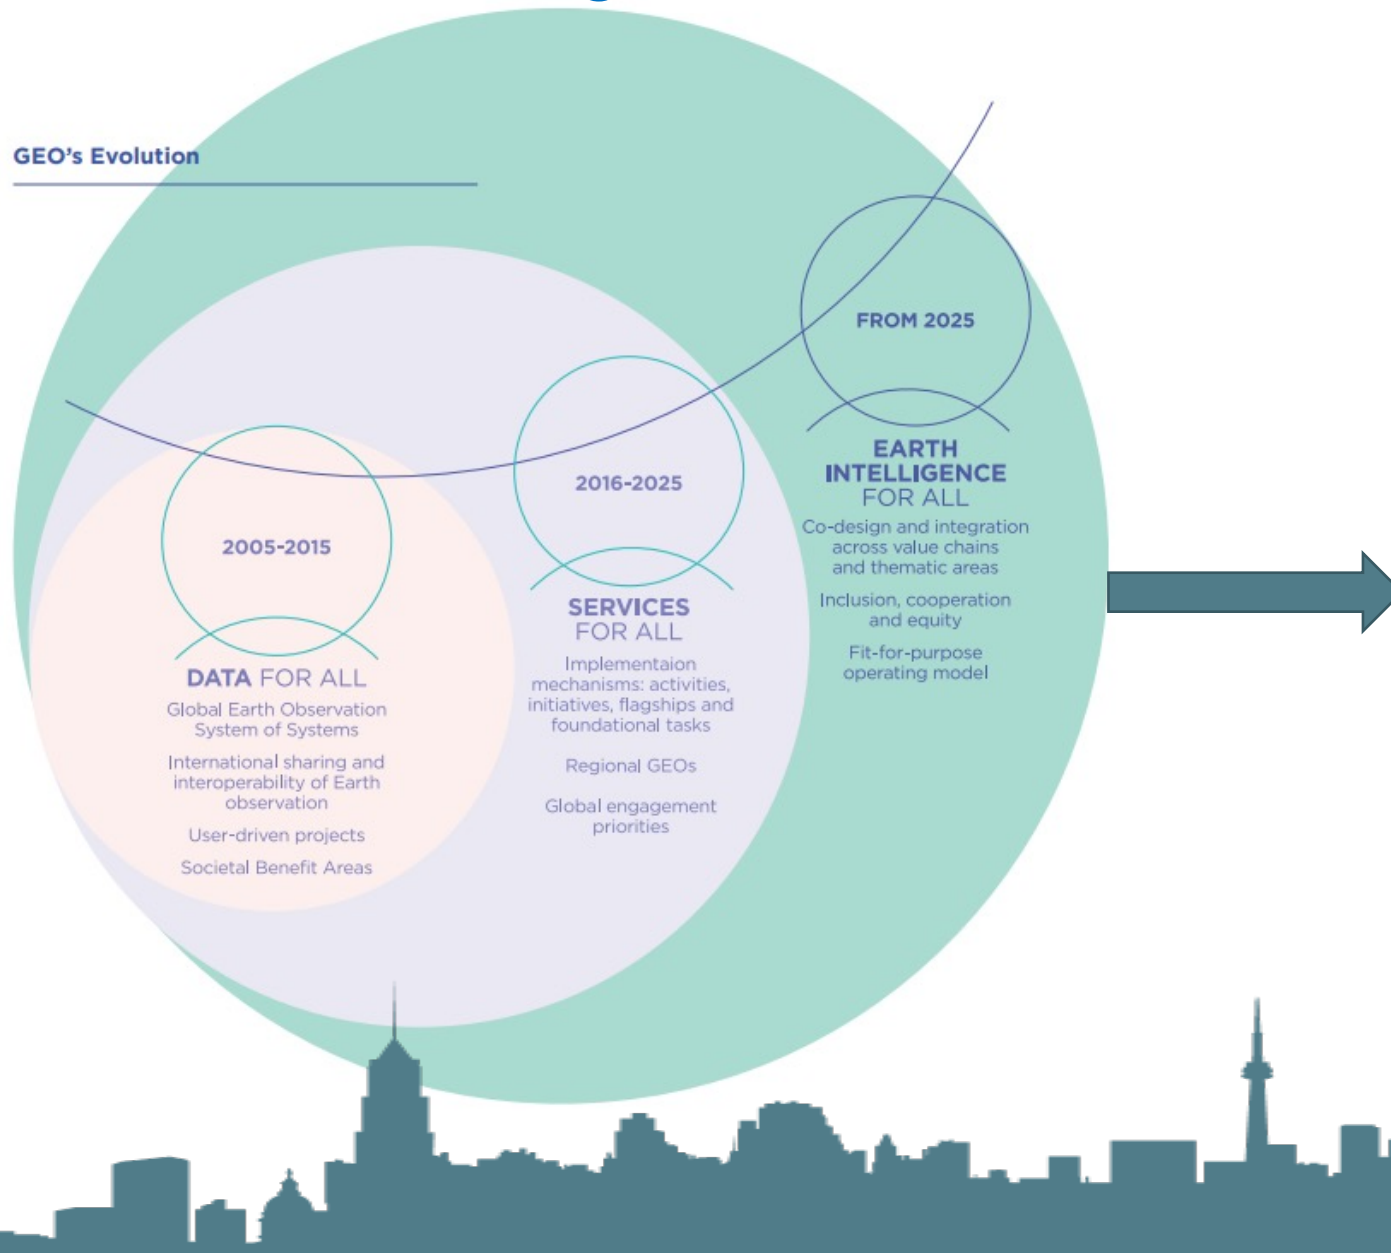 GEO's Evolution
FROM 2025
EARTH
INTELLIGENCE
FOR ALL
Co-design and integration
across value chains
and thematic areas
Inclusion, cooperation
and equity
Fit-for-purpose
operating model
2016-2025
SERVICES
FOR ALL
Implementaion
mechanisms: activities,
initiatives, flagships and
foundational tasks
Regional GEOs
Global engagement
priorities
2005-2015
DATA FOR ALL
Global Earth Observation
System of Systems
International sharing and
interoperability of Earth
observation
User-driven projects
Societal Benefit Areas